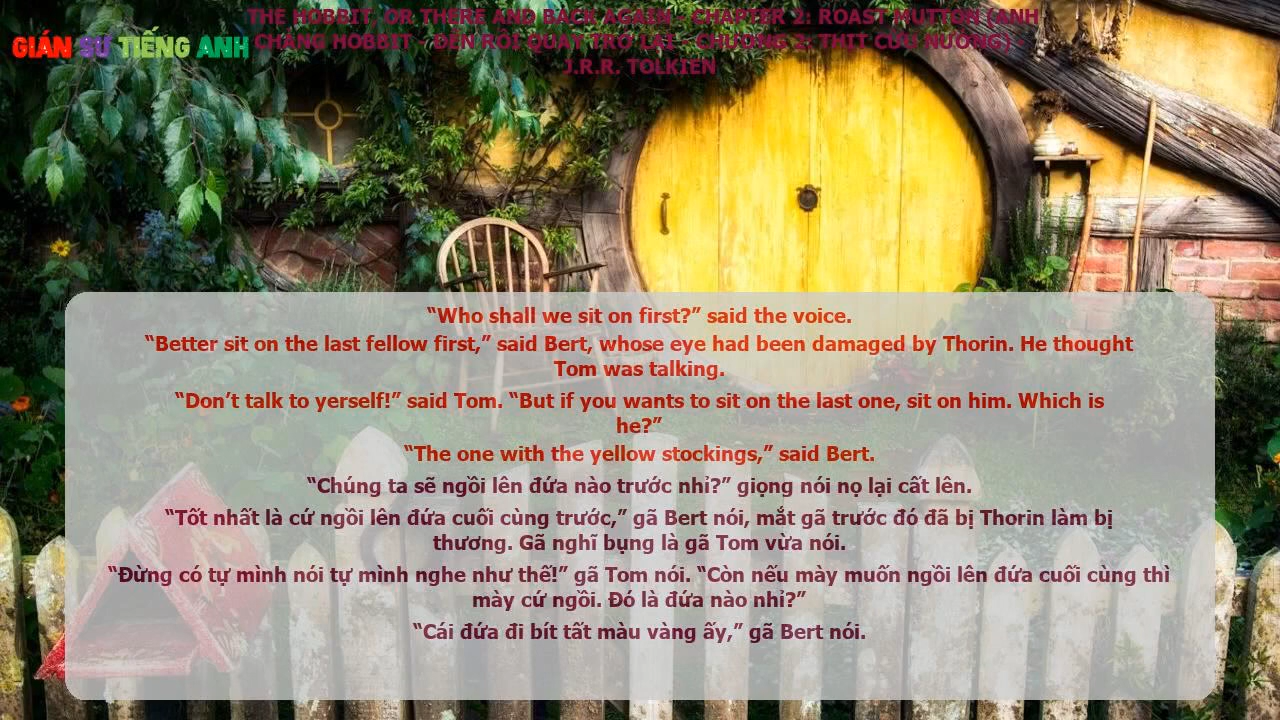 THE HOBBIT, OR THERE AND BACK AGAIN - CHAPTER 2: ROAST MUTTON (ANH
CHÀNG HOBBIT - ĐẾN RỒI QUAY TRỞ LẠI - CHƯƠNG 2: THỊT CỪU NƯỚNG) -
J.R.R. TOLKIEN
GIÁN SỨ TIẾNG ANH
“Who shall we sit on first?” said the voice.
“Better sit on the last fellow first,” said Bert, whose eye had been damaged by Thorin. He thought
Tom was talking.
“Don’t talk to yerself!” said Tom. “But if you wants to sit on the last one, sit on him. Which is
he?”
“The one with the yellow stockings,” said Bert.
“Chúng ta sẽ ngồi lên đứa nào trước nhỉ?” giọng nói nọ lại cất lên.
“Tốt nhất là cứ ngồi lên đứa cuối cùng trước,” gã Bert nói, mắt gã trước đó đã bị Thorin làm bị
thương. Gã nghĩ bụng là gã Tom vừa nói.
“Đừng có tự mình nói tự mình nghe như thế!” gã Tom nói. “Còn nếu mày muốn ngồi lên đứa cuối cùng thì
mày cứ ngồi. Đó là đứa nào nhỉ?”
“Cái đứa đi bít tất màu vàng ấy,” gã Bert nói.